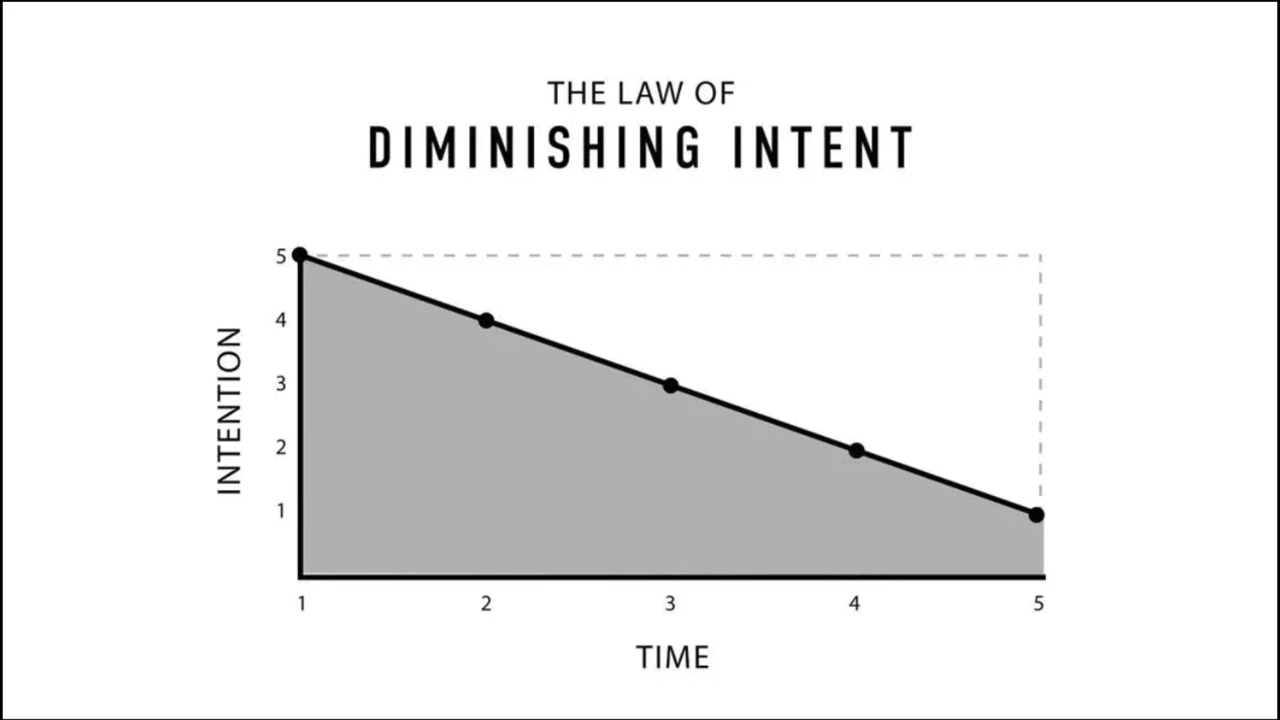 THE LAW OF
DIMINISHING INTENT
5
4
3
2
1
INTENTION
1 2 3 4 5
TIME